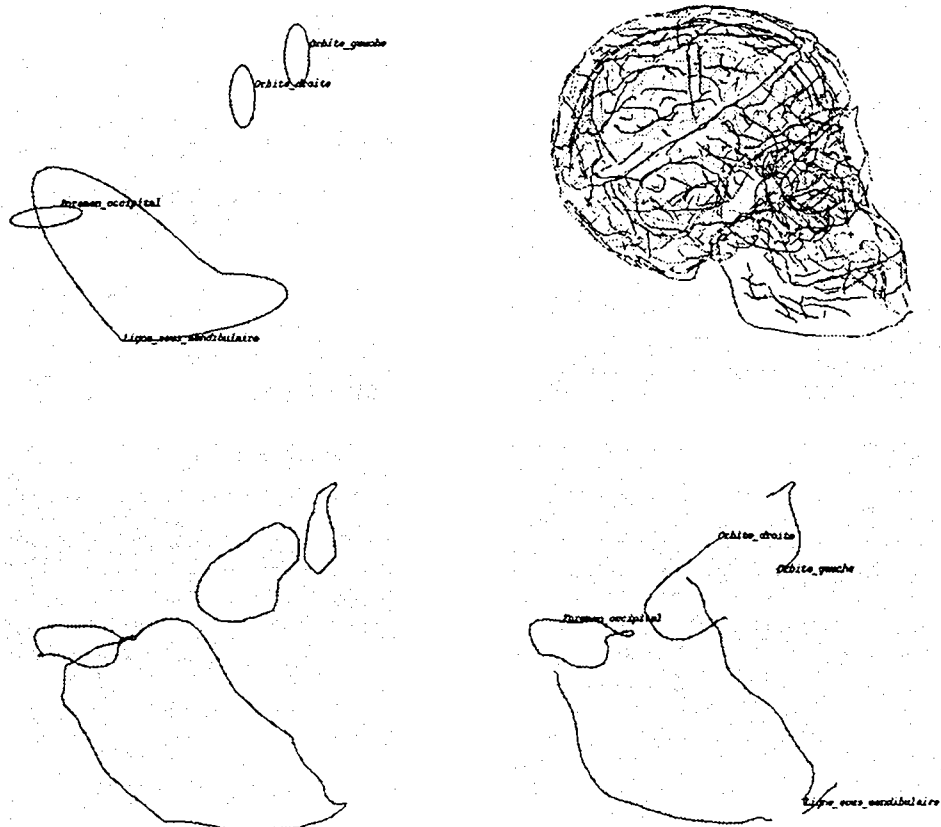 Orbite_gauche
Orbite_droite
Foramen_occipital
Ligne_sous_mandibulaire
Orbite_droite
Orbite_gauche
Foramen_occipital
Ligne_sous_mandibulaire